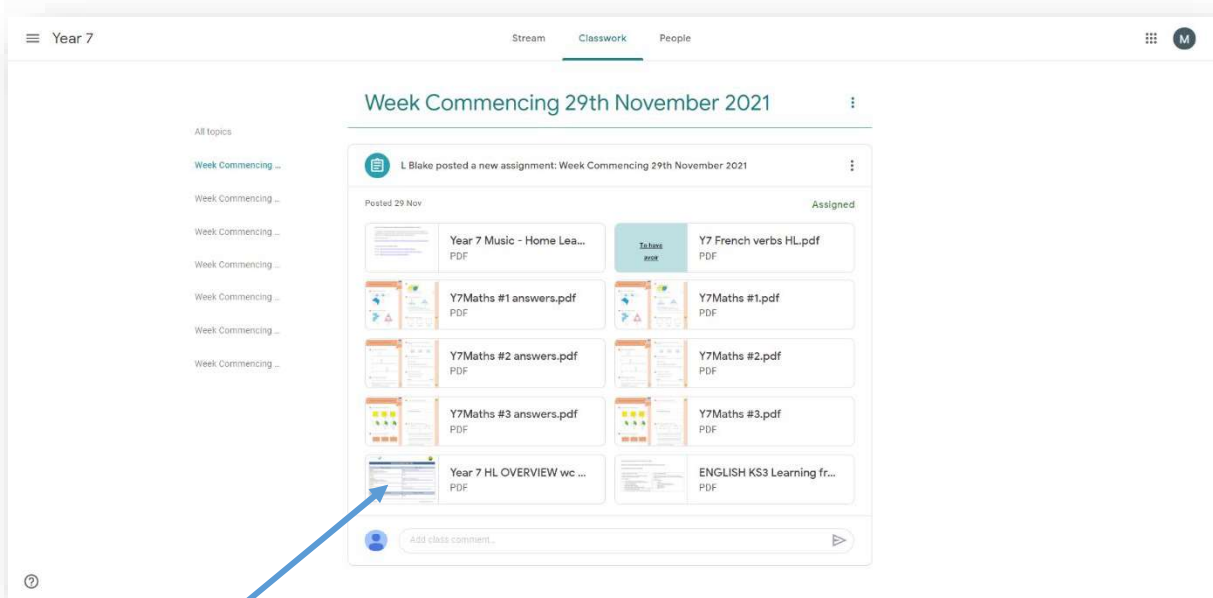 Year 7
Stream Classwork People
M
Week Commencing 29th November 2021
All topics
Week Commencing ...
Week Commencing ...
Week Commencing ...
Week Commencing ...
Week Commencing ...
Week Commencing ...
Week Commencing ...
L Blake posted a new assignment: Week Commencing 29th November 2021
Posted 29 Nov
Assigned
Year 7 Music - Home Lea...
PDF
To have
avoir
Y7 French verbs HL.pdf
PDF
Y7Maths #1 answers.pdf
PDF
Y7Maths #1.pdf
PDF
Y7Maths #2 answers.pdf
PDF
Y7Maths #2.pdf
PDF
Y7Maths #3 answers.pdf
PDF
Y7Maths #3.pdf
PDF
Year 7 HL OVERVIEW wc ...
PDF
ENGLISH KS3 Learning fr...
PDF
Add class comment...